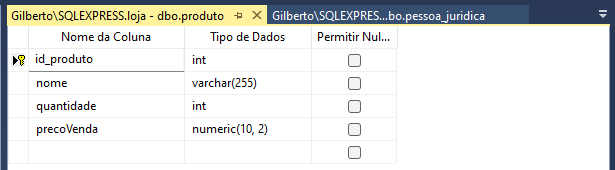 Gilberto\SQLEXPRESS.loja - dbo.produto Gilberto\SQLEXPRES...bo.pessoa_juridica
Nome da Coluna Tipo de Dados Permitir Nul...
id_produto int
nome varchar(255)
quantidade int
precoVenda numeric(10, 2)